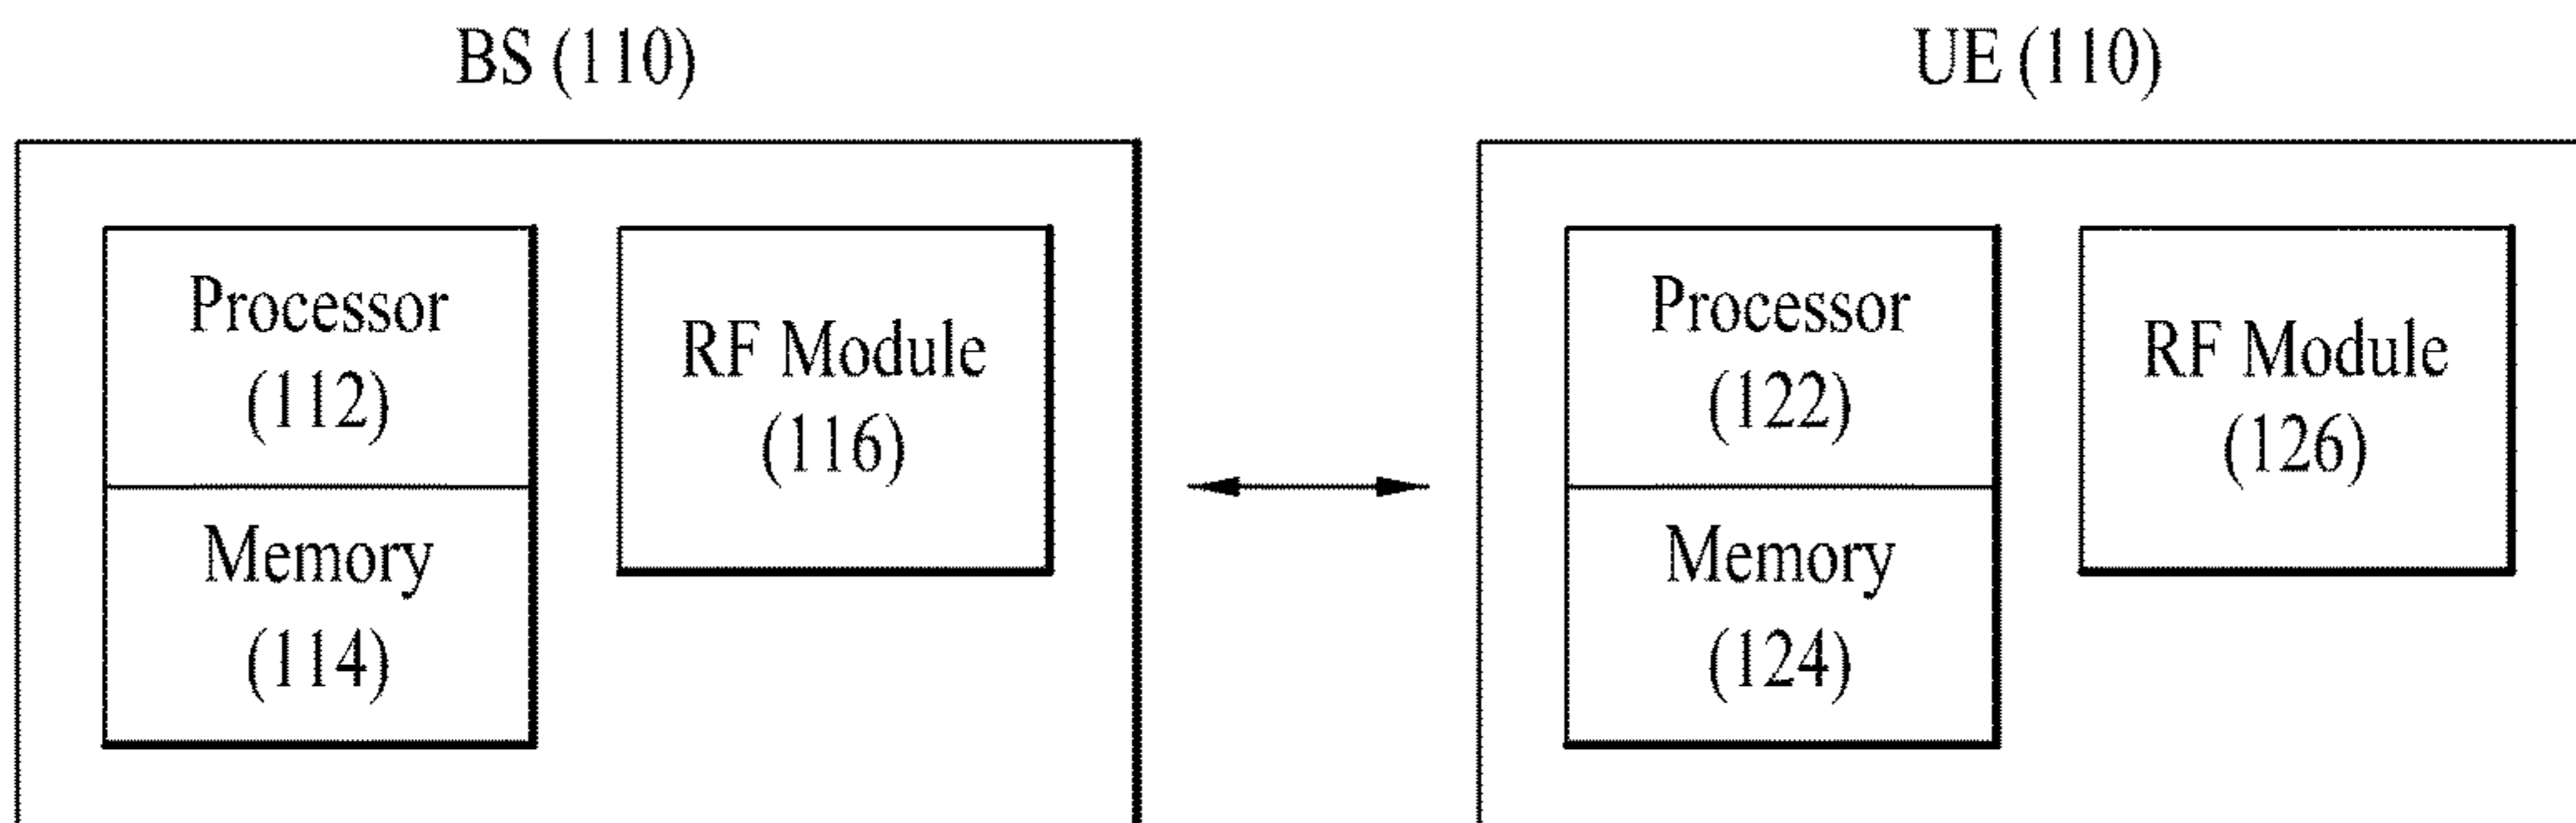 BS (110)
Processor
(112)
Memory
(114)
RF Module
(116)
UE (110)
Processor
(122)
Memory
(124)
RF Module
(126)